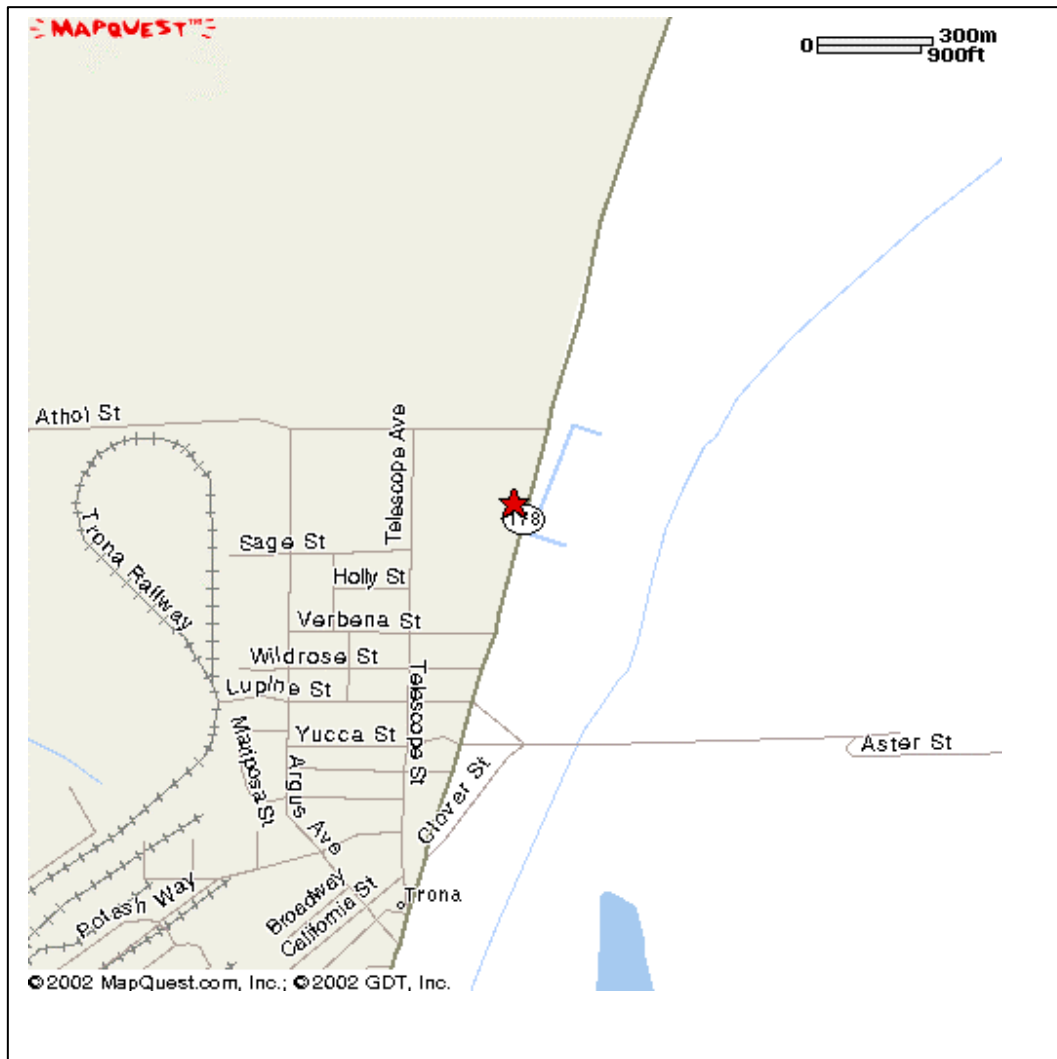 MAPQUEST™
0 300m
900ft
Athol St
Telescope Ave
178
Trona Railway
Sage St
Holly St
Verbena St
Wildrose St
Lupine St
Telescope St
Mariposa St
Yucca St
Argus Ave
Glover St
Aster St
Potash Way
Broadway
California St
Trona
©2002 MapQuest.com, Inc.; ©2002 GDT, Inc.